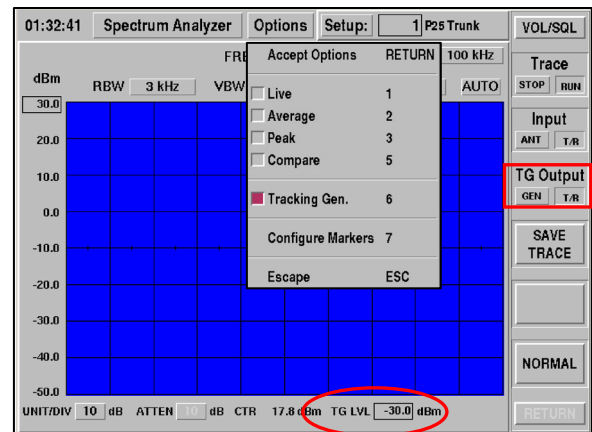 01:32:41 Spectrum Analyzer Options Setup: 1 P25 Trunk
FRE 100 kHz
dBm RBW 3 kHz VBW AUTO
30.0
20.0
10.0
0.0
-10.0
-20.0
-30.0
-40.0
-50.0
UNIT/DIV 10 dB ATTEN 10 dB CTR 17.8 dBm TG LVL -30.0 dBm
Accept Options RETURN
Live 1
Average 2
Peak 3
Compare 5
Tracking Gen. 6
Configure Markers 7
Escape ESC
VOL/SQL
Trace
STOP RUN
Input
ANT T/R
TG Output
GEN T/R
SAVE
TRACE
NORMAL
RETURN